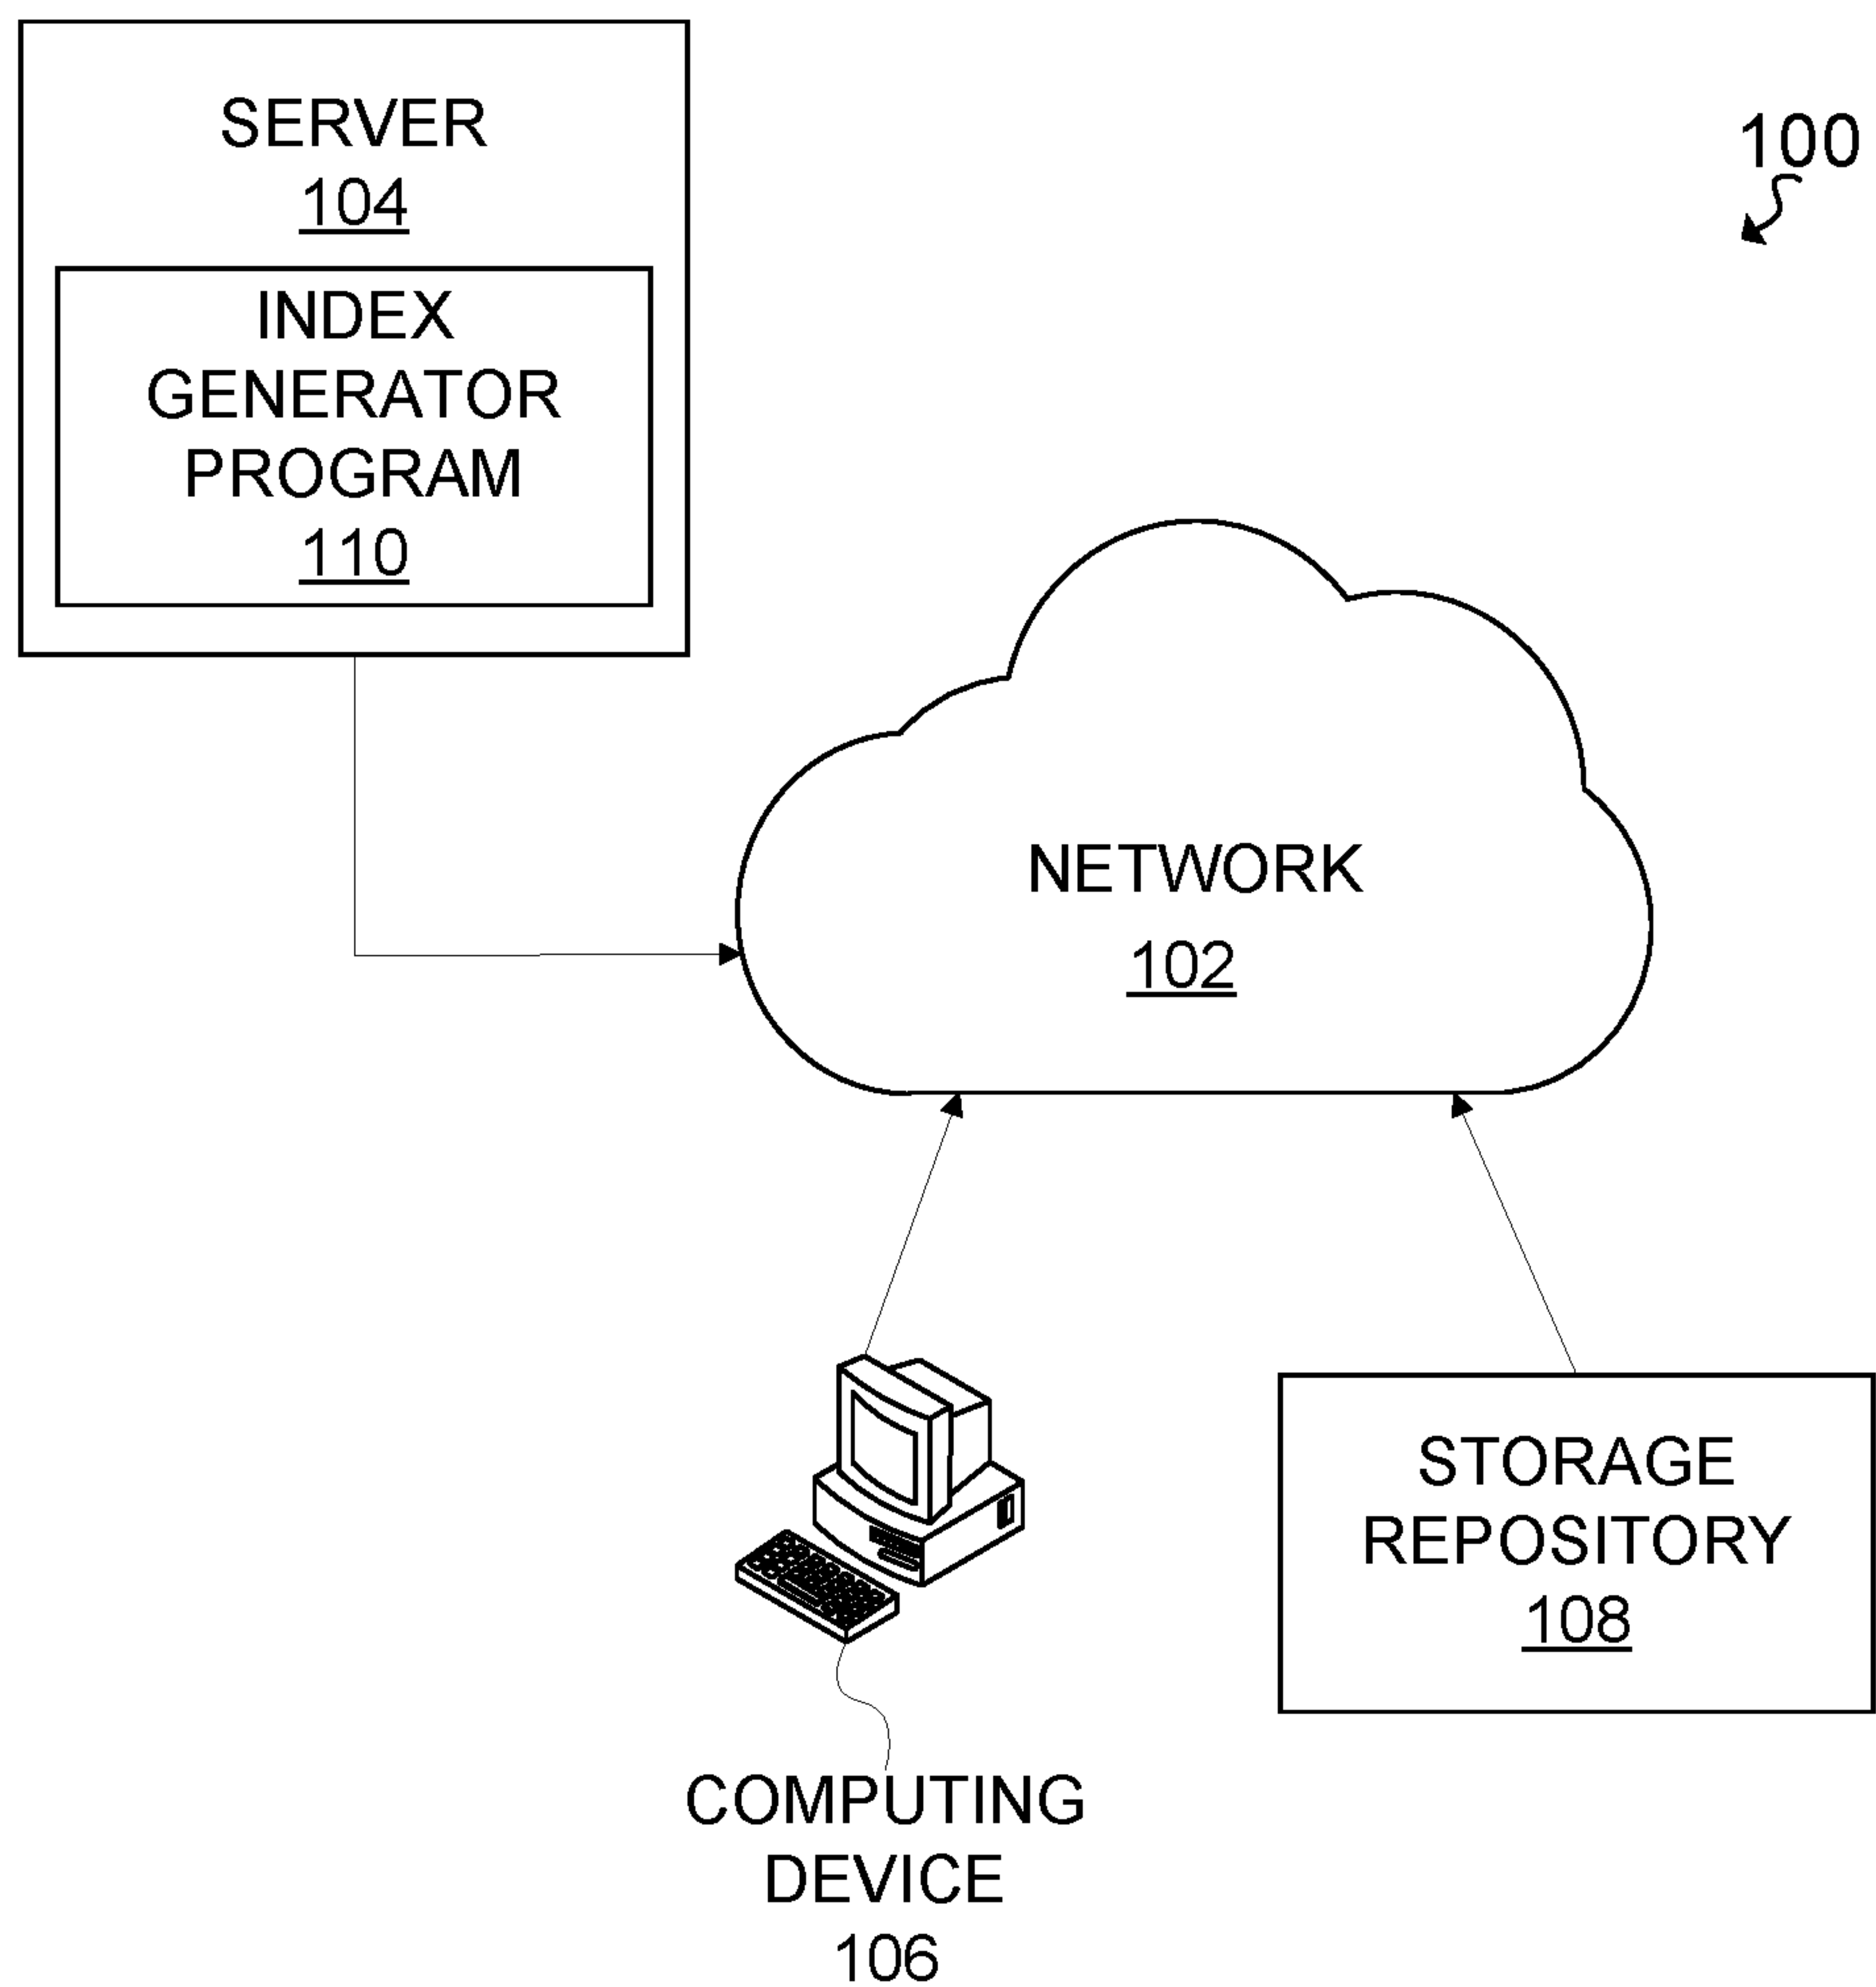 SERVER
104
INDEX
GENERATOR
PROGRAM
110
100
NETWORK
102
STORAGE
REPOSITORY
108
COMPUTING
DEVICE
106